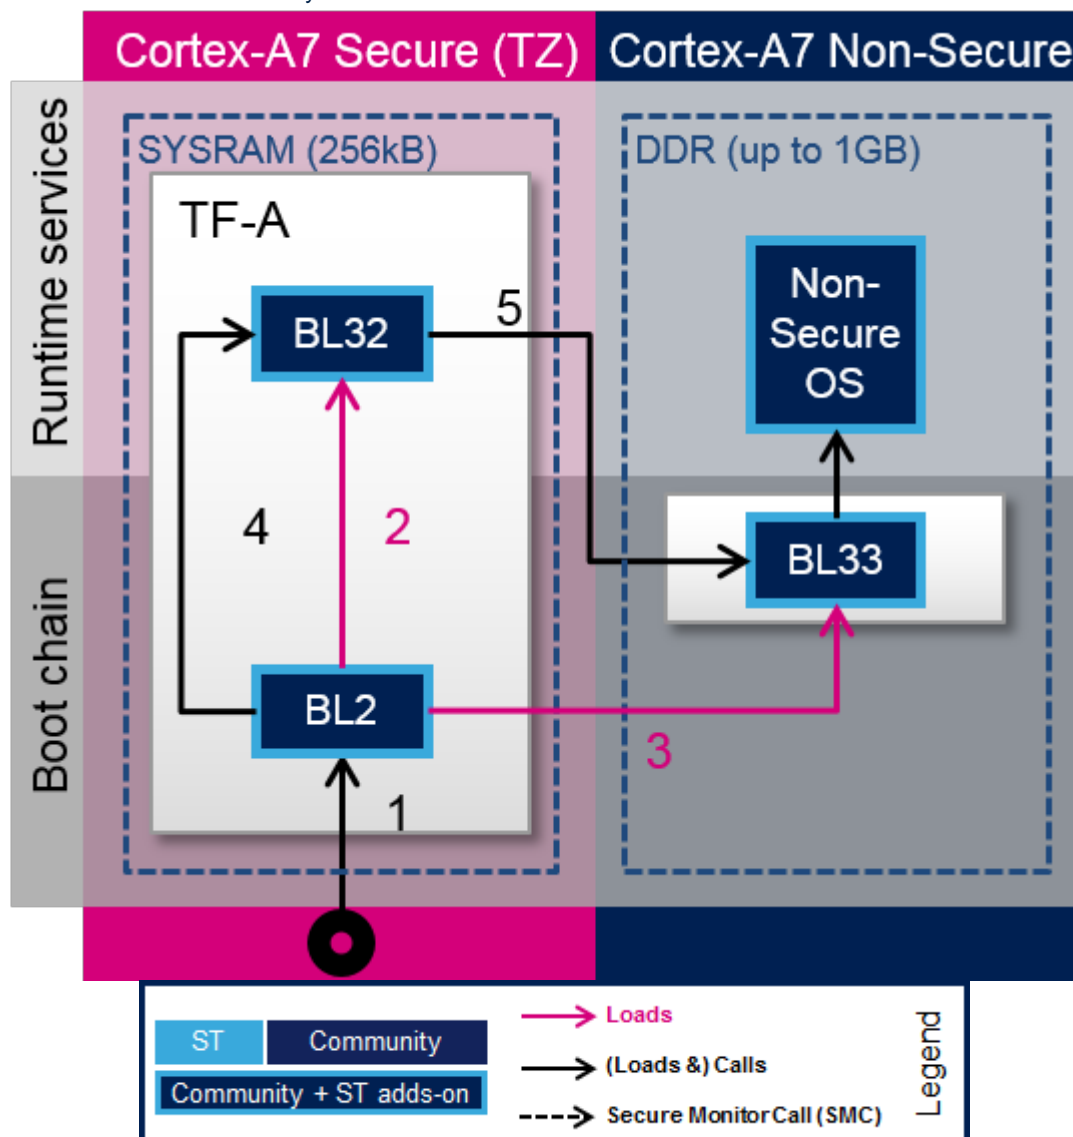 Cortex-A7 Secure (TZ)
Cortex-A7 Non-Secure
Runtime services
SYSRAM (256kB)
DDR (up to 1GB)
TF-A
BL32
5
Non-
Secure
OS
4
2
BL33
Boot chain
BL2
3
1
ST
Community
Community + ST adds-on
Loads
(Loads &) Calls
Secure Monitor Call (SMC)
Legend